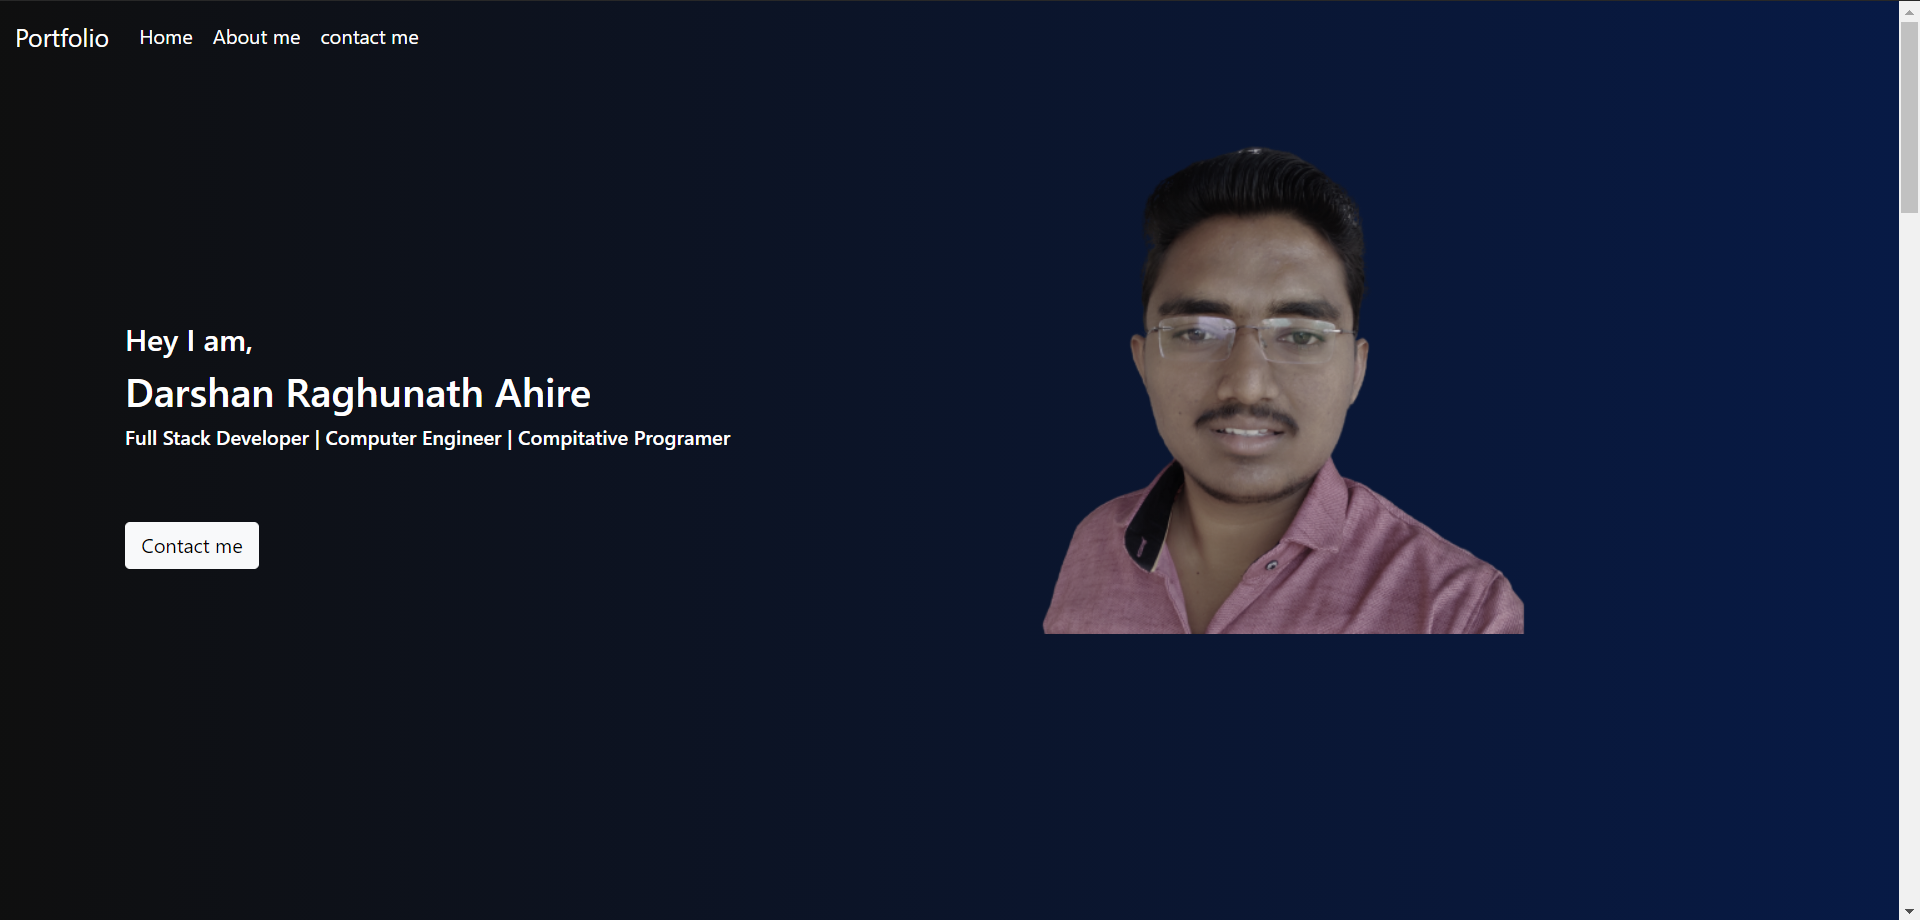 Portfolio Home About me contact me
Hey I am,
Darshan Raghunath Ahire
Full Stack Developer | Computer Engineer | Compitative Programer
Contact me